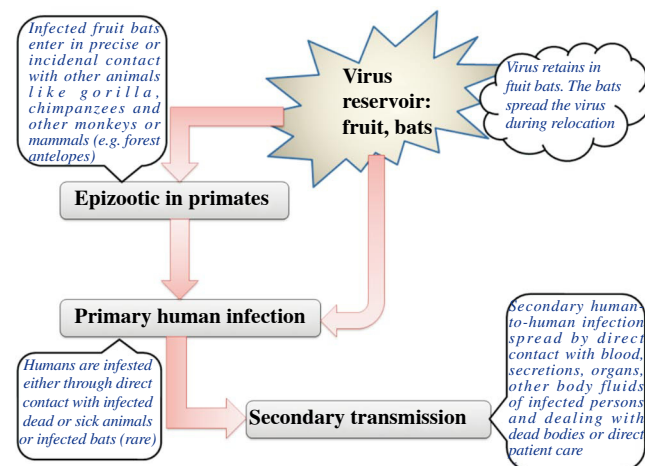 Infected fruit bats
enter in precise or
incidenal contact
with other animals
like gorilla,
chimpanzees and
other monkeys or
mammals (e.g. forest
antelopes)
Virus
reservoir:
fruit, bats
Virus retains in
ftuit bats. The bats
spread the virus
during relocation
Epizootic in primates
Primary human infection
Humans are infested
either through direct
contact with infected
dead or sick animals
or infected bats (rare)
Secondary transmission
Secondary human-
to-human infection
spread by direct
contact with blood,
secretions, organs,
other body fluids
of infected persons
and dealing with
dead bodies or direct
patient care